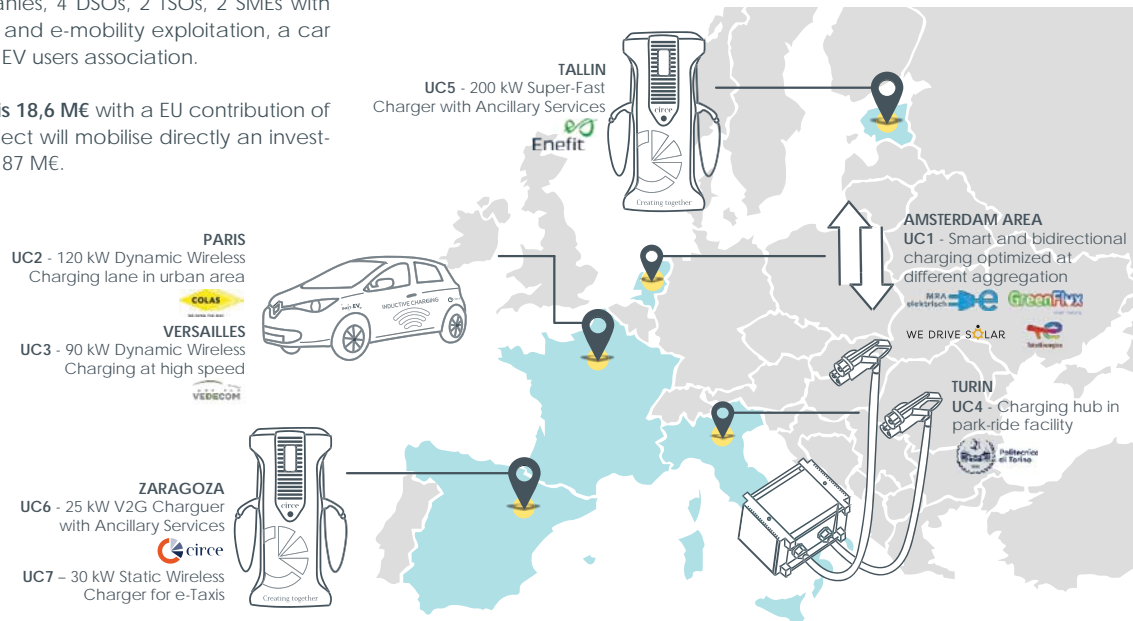 anies, 4 DSOs, 2 TSOs, 2 SMEs with
and e-mobility exploitation, a car
EV users association.
is 18,6 M€ with a EU contribution of
ject will mobilise directly an invest-
87 M€.
TALLIN
UC5 - 200 kW Super-Fast
Charger with Ancillary Services
Enefit
circe
Creating together
PARIS
UC2 - 120 kW Dynamic Wireless
Charging lane in urban area
COLAS
VERSAILLES
UC3 - 90 kW Dynamic Wireless
Charging at high speed
VEDECOM
INDUCTIVE CHARGING
AMSTERDAM AREA
UC1 - Smart and bidirectional
charging optimized at
different aggregation
MRA
elektrisch
GreenFlux
WE DRIVE SOLAR
TotalEnergies
TURIN
UC4 - Charging hub in
park-ride facility
Politecnico
di Torino
ZARAGOZA
UC6 - 25 kW V2G Charguer
with Ancillary Services
circe
UC7 – 30 kW Static Wireless
Charger for e-Taxis
circe
Creating together